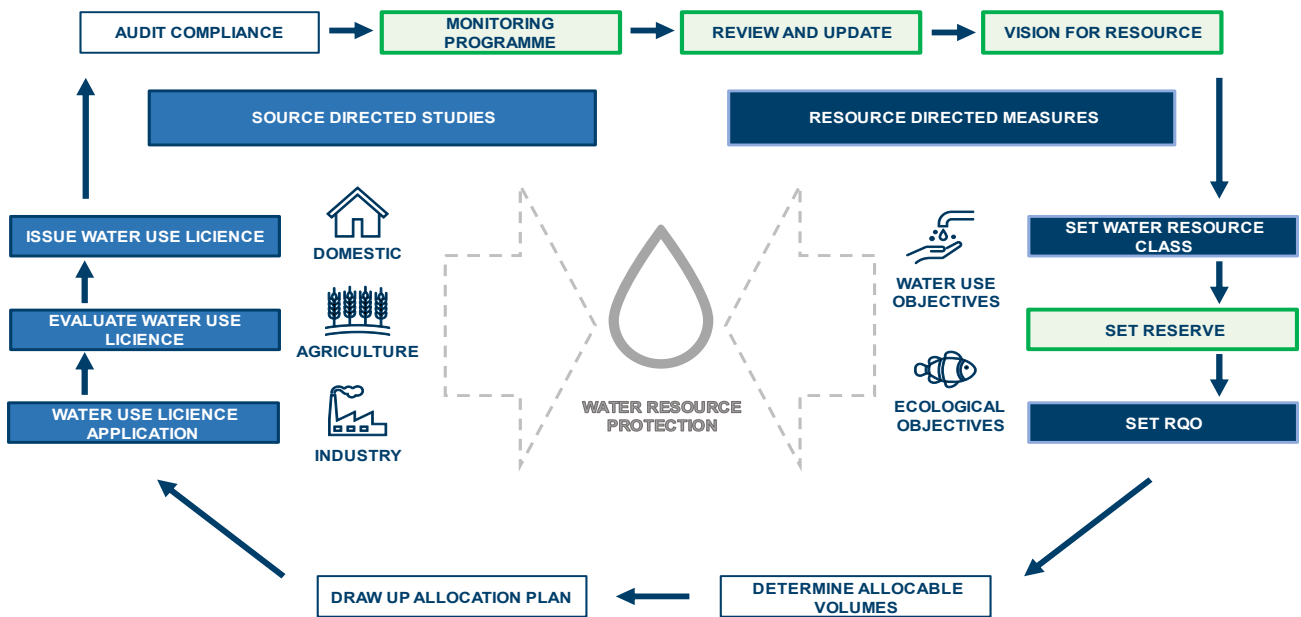 AUDIT COMPLIANCE
MONITORING
PROGRAMME
REVIEW AND UPDATE
VISION FOR RESOURCE
SOURCE DIRECTED STUDIES
RESOURCE DIRECTED MEASURES
ISSUE WATER USE LICIENCE
EVALUATE WATER USE
LICIENCE
WATER USE LICIENCE
APPLICATION
DOMESTIC
AGRICULTURE
INDUSTRY
WATER RESOURCE
PROTECTION
WATER USE
OBJECTIVES
ECOLOGICAL
OBJECTIVES
SET WATER RESOURCE
CLASS
SET RESERVE
SET RQO
DRAW UP ALLOCATION PLAN
DETERMINE ALLOCABLE
VOLUMES